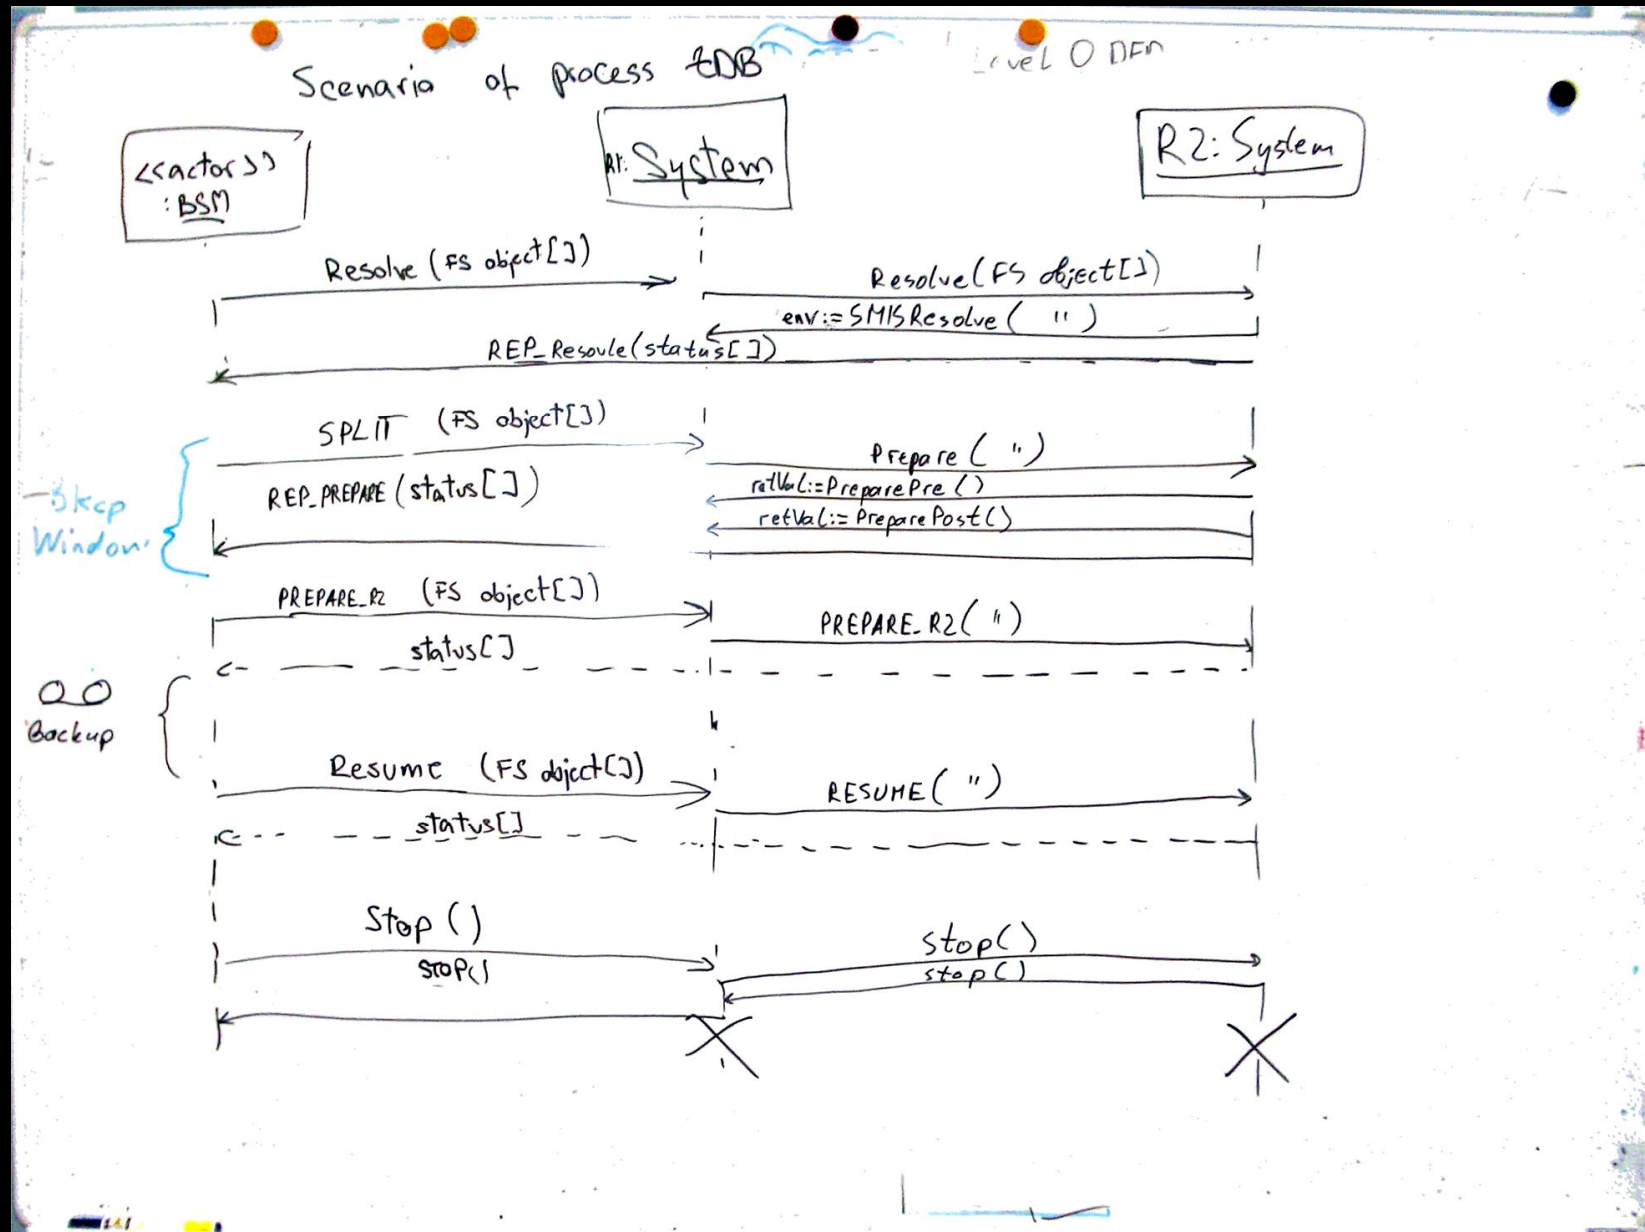 Scenario of process tDB
Level 0 DFD
<<actor>>
:BSM
R1: System
R2: System
Resolve (FS object[])
Resolve (FS object[])
env:= SMISResolve ( " )
REP_Resovle(status[])
SPLIT (FS object[])
Prepare ( " )
REP_PREPARE (status[])
retVal:=PreparePre ()
retVal:= PreparePost()
Bkcp
Window
PREPARE_R2 (FS object[])
PREPARE_R2 ( " )
status[]
Backup
Resume (FS object[])
RESUME ( " )
status[]
Stop ()
stop()
STOP()
stop()